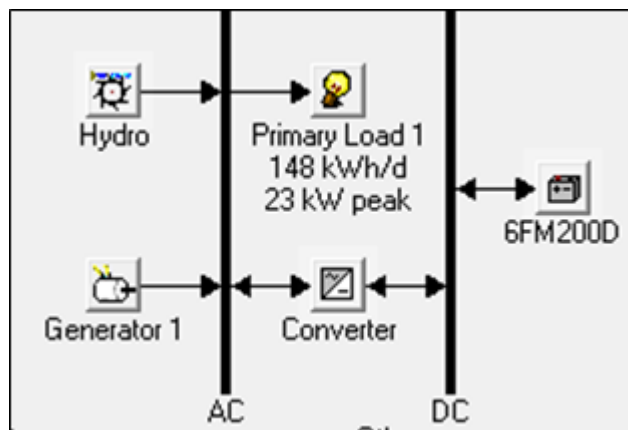 Hydro
Primary Load 1
148 kWh/d
23 kW peak
6FM200D
Generator 1
Converter
AC
DC